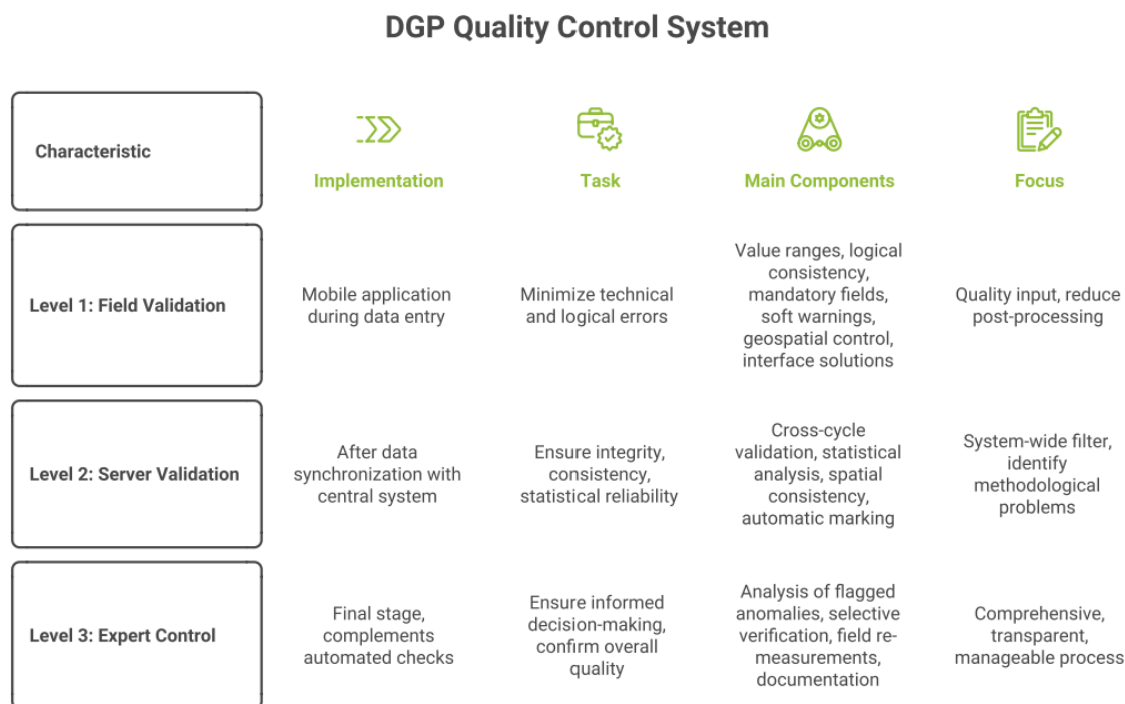 DGP Quality Control System
Characteristic
Implementation
Task
Main Components
Focus
Level 1: Field Validation
Mobile application
during data entry
Minimize technical
and logical errors
Value ranges, logical
consistency,
mandatory fields,
soft warnings,
geospatial control,
interface solutions
Quality input, reduce
post-processing
Level 2: Server Validation
After data
synchronization with
central system
Ensure integrity,
consistency,
statistical reliability
Cross-cycle
validation, statistical
analysis, spatial
consistency,
automatic marking
System-wide filter,
identify
methodological
problems
Level 3: Expert Control
Final stage,
complements
automated checks
Ensure informed
decision-making,
confirm overall
quality
Analysis of flagged
anomalies, selective
verification, field re-
measurements,
documentation
Comprehensive,
transparent,
manageable process